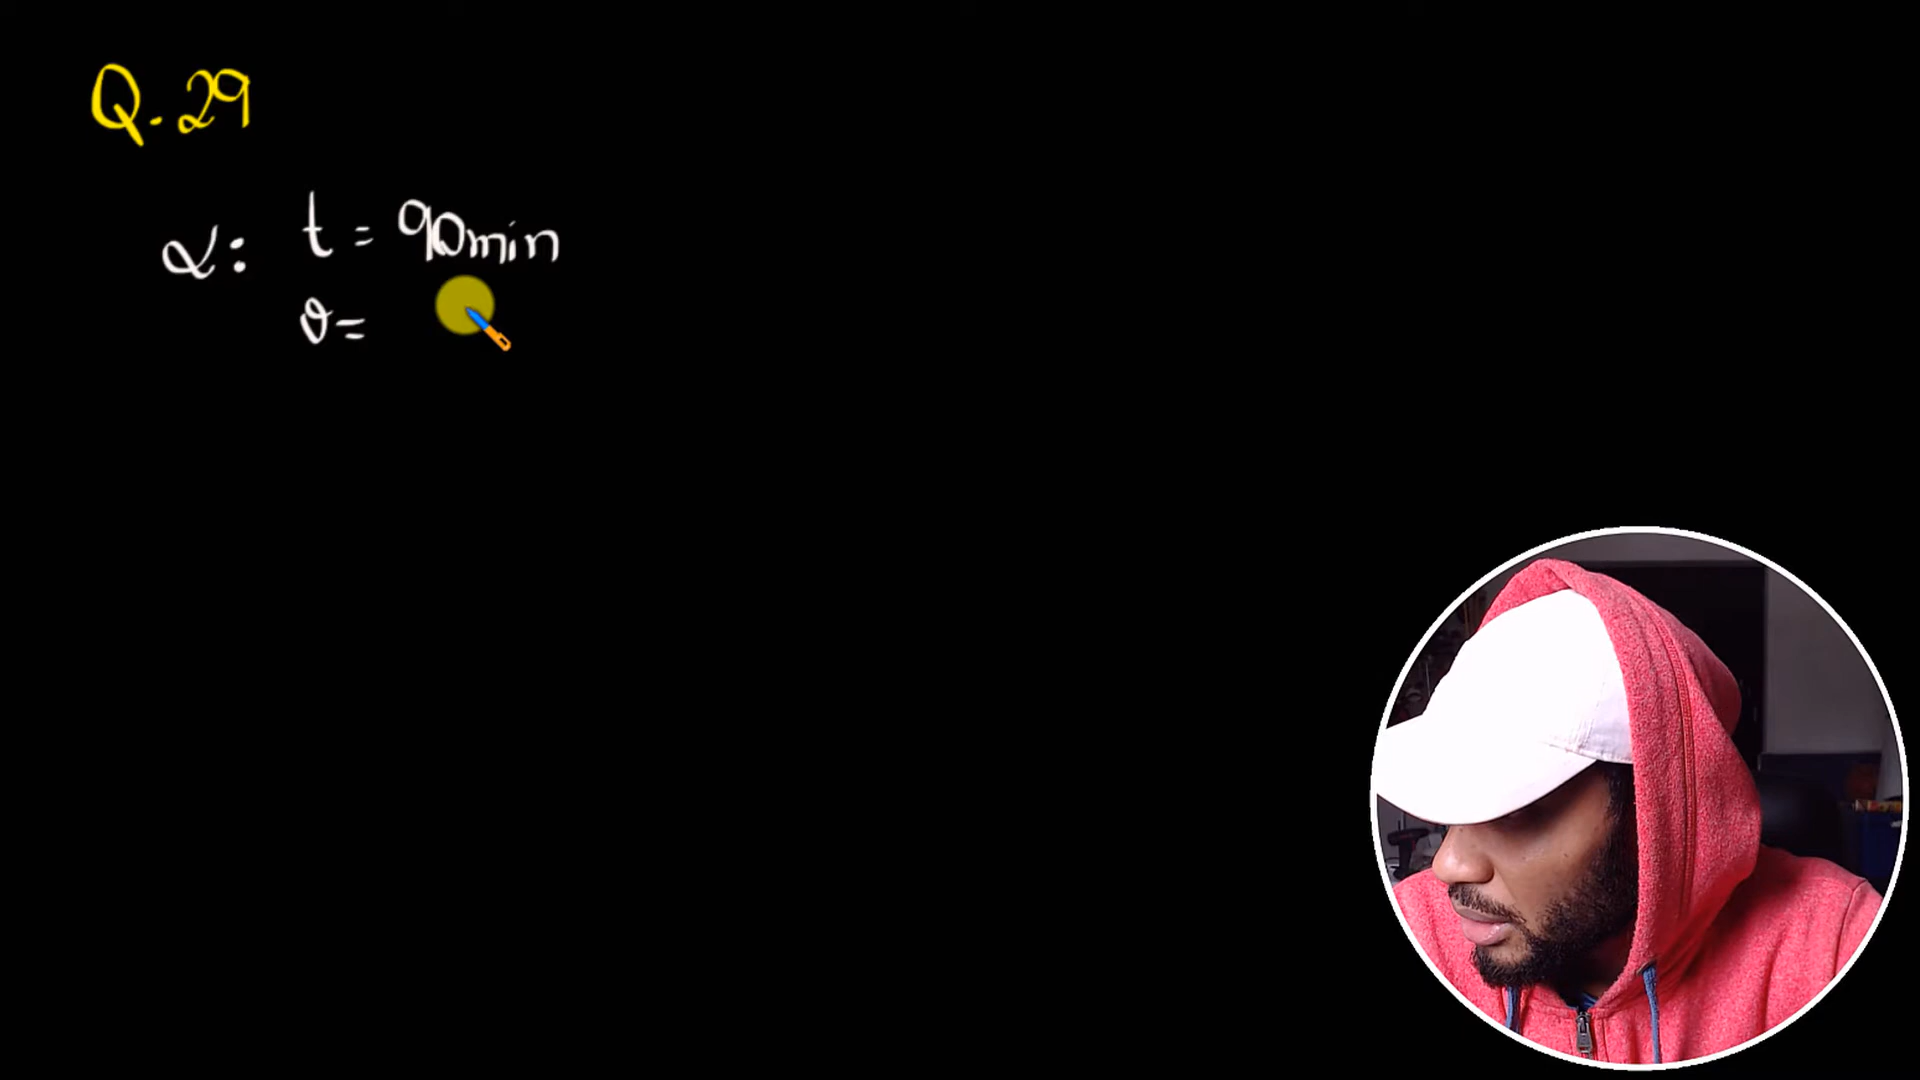 Q. 29
α: t = 90min
v =